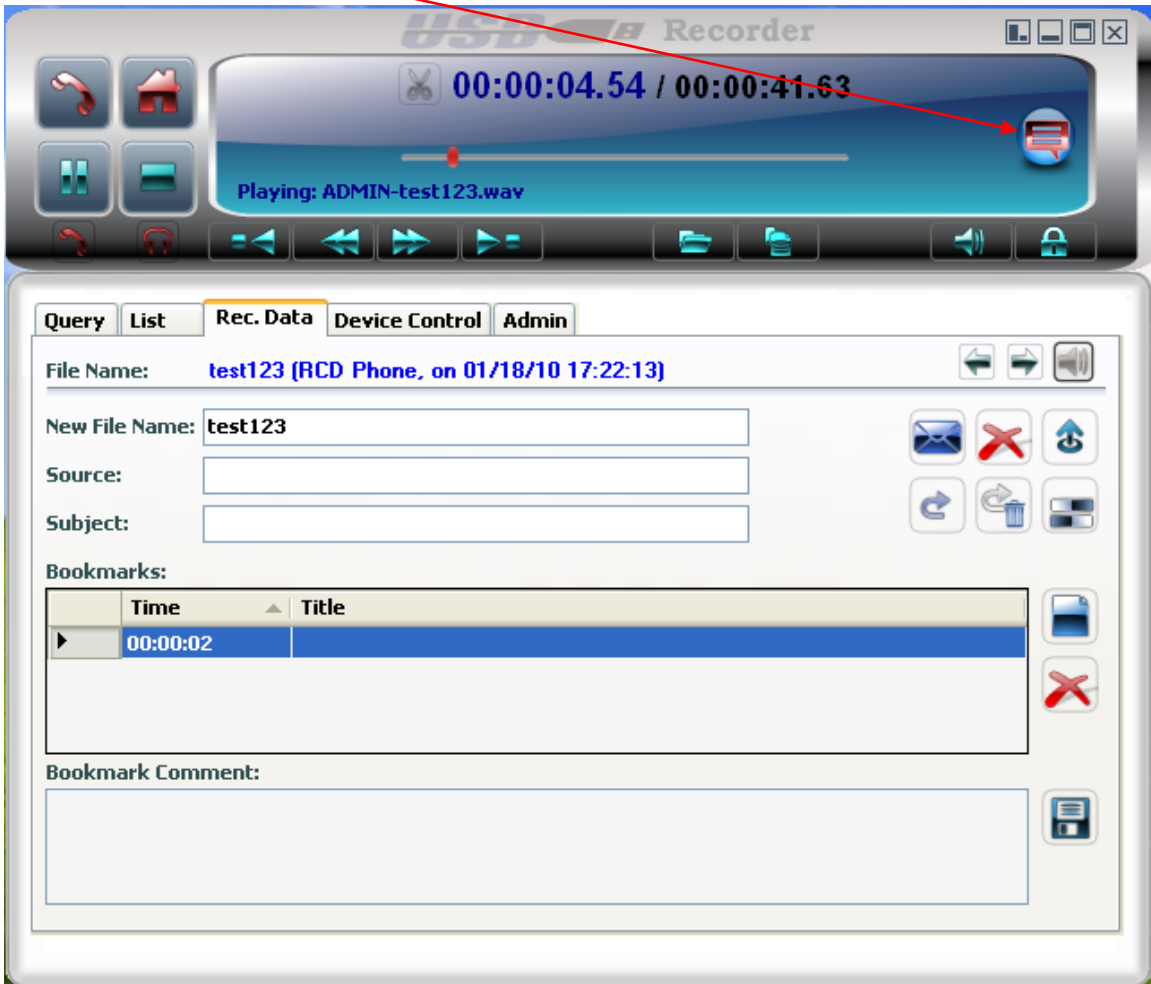 USB Recorder
00:00:04.54 / 00:00:41.63
Playing: ADMIN-test123.wav
Query List Rec. Data Device Control Admin
File Name: test123 (RCD Phone, on 01/18/10 17:22:13)
New File Name: test123
Source:
Subject:
Bookmarks:
Time Title
00:00:02
Bookmark Comment: